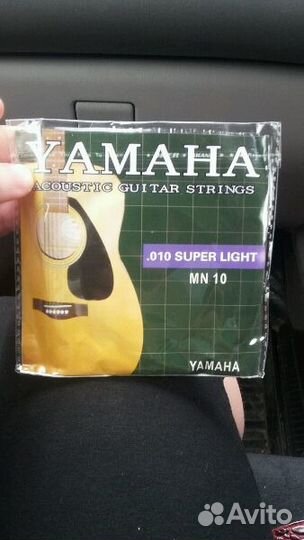 YAMAHA
ACOUSTIC GUITAR STRINGS
.010 SUPER LIGHT
MN 10
YAMAHA
Avito